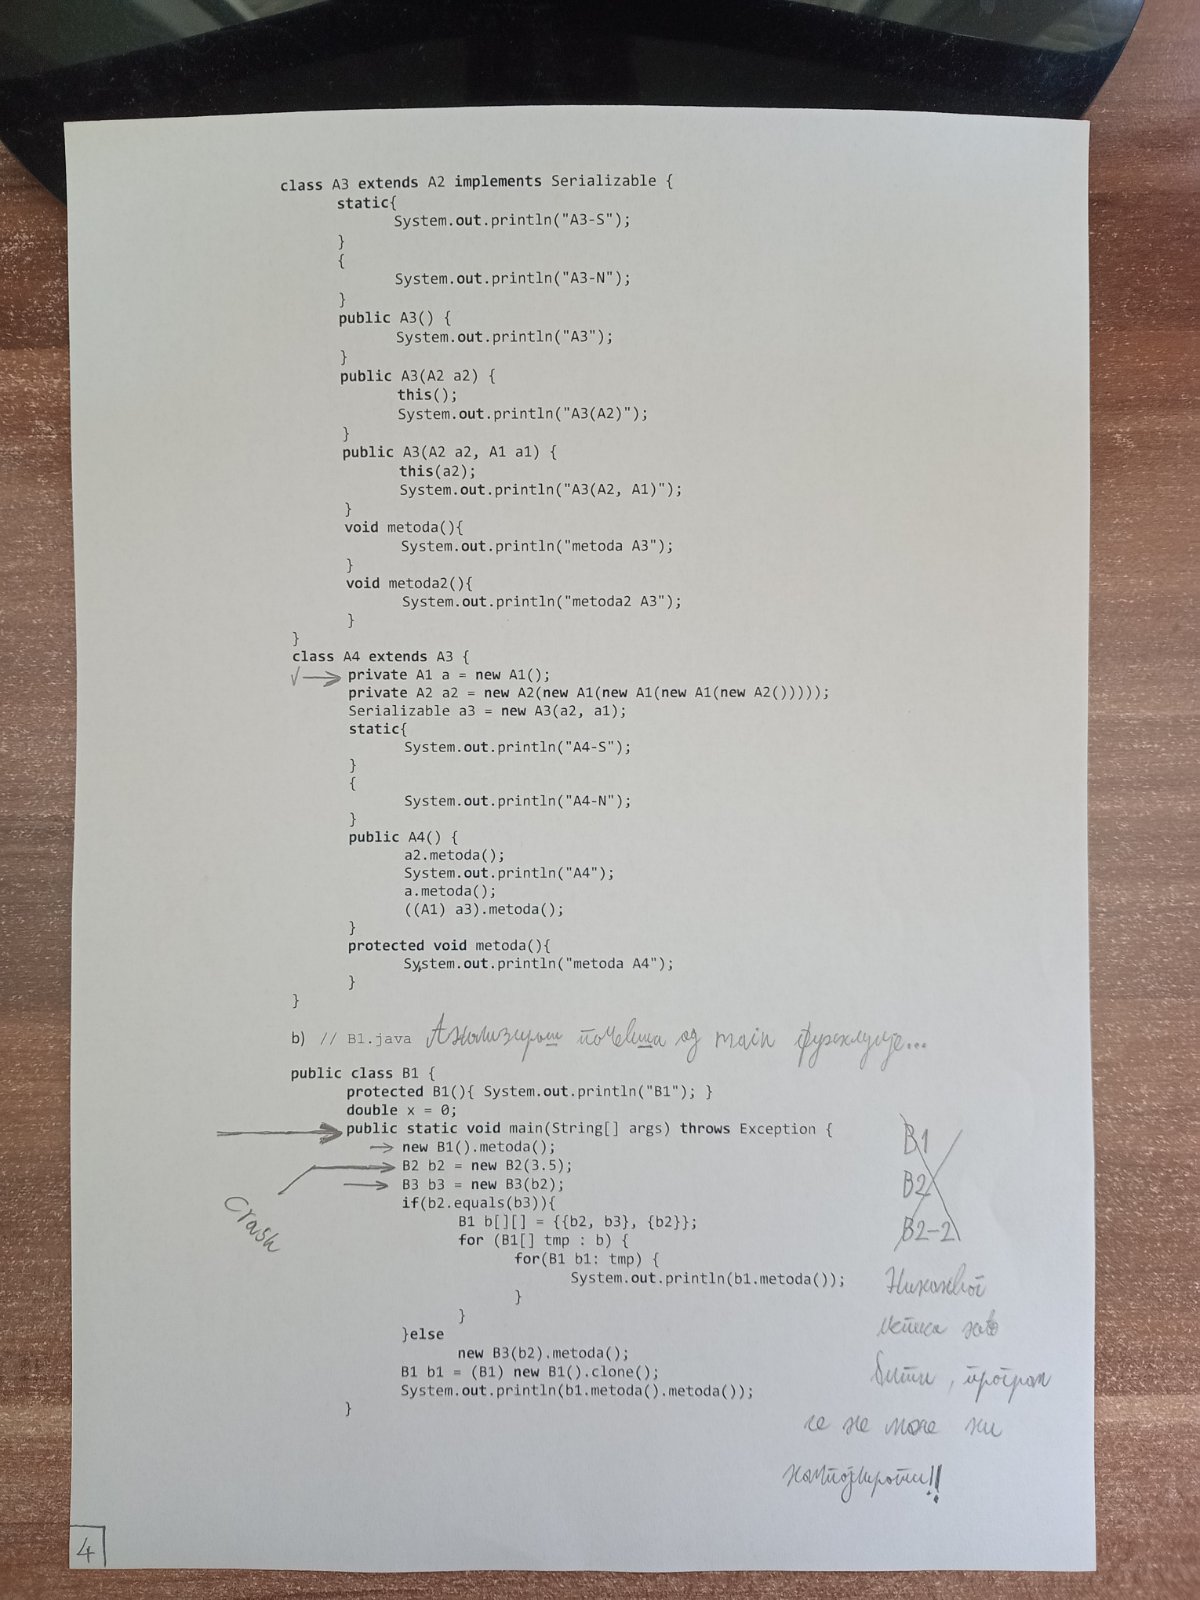 class A3 extends A2 implements Serializable {
static{
System.out.println("A3-S");
}
{
System.out.println("A3-N");
}
public A3() {
System.out.println("A3");
}
public A3(A2 a2) {
this();
System.out.println("A3(A2)");
}
public A3(A2 a2, A1 a1) {
this(a2);
System.out.println("A3(A2, A1)");
}
void metoda(){
System.out.println("metoda A3");
}
void metoda2(){
System.out.println("metoda2 A3");
}
}
class A4 extends A3 {
private A1 a = new A1();
private A2 a2 = new A2(new A1(new A1(new A1(new A2()))));
Serializable a3 = new A3(a2, a1);
static{
System.out.println("A4-S");
}
{
System.out.println("A4-N");
}
public A4() {
a2.metoda();
System.out.println("A4");
a.metoda();
((A1) a3).metoda();
}
protected void metoda(){
System.out.println("metoda A4");
}
}
b) // B1.java Анализирање почевша од main функције...
public class B1 {
protected B1(){ System.out.println("B1"); }
double x = 0;
public static void main(String[] args) throws Exception {
B1
new B1().metoda();
B2 b2 = new B2(3.5);
B2
B3 b3 = new B3(b2);
Crash
if(b2.equals(b3)){
B1 b[][] = {{b2, b3}, {b2}};
B2-2
for (B1[] tmp : b) {
for(B1 b1: tmp) {
System.out.println(b1.metoda());
Никаквог
}
}
исписа
}else
new B3(b2).metoda();
B1 b1 = (B1) new B1().clone();
бити, програм
System.out.println(b1.metoda().metoda());
}
се не може ни
компајлирати!!
4